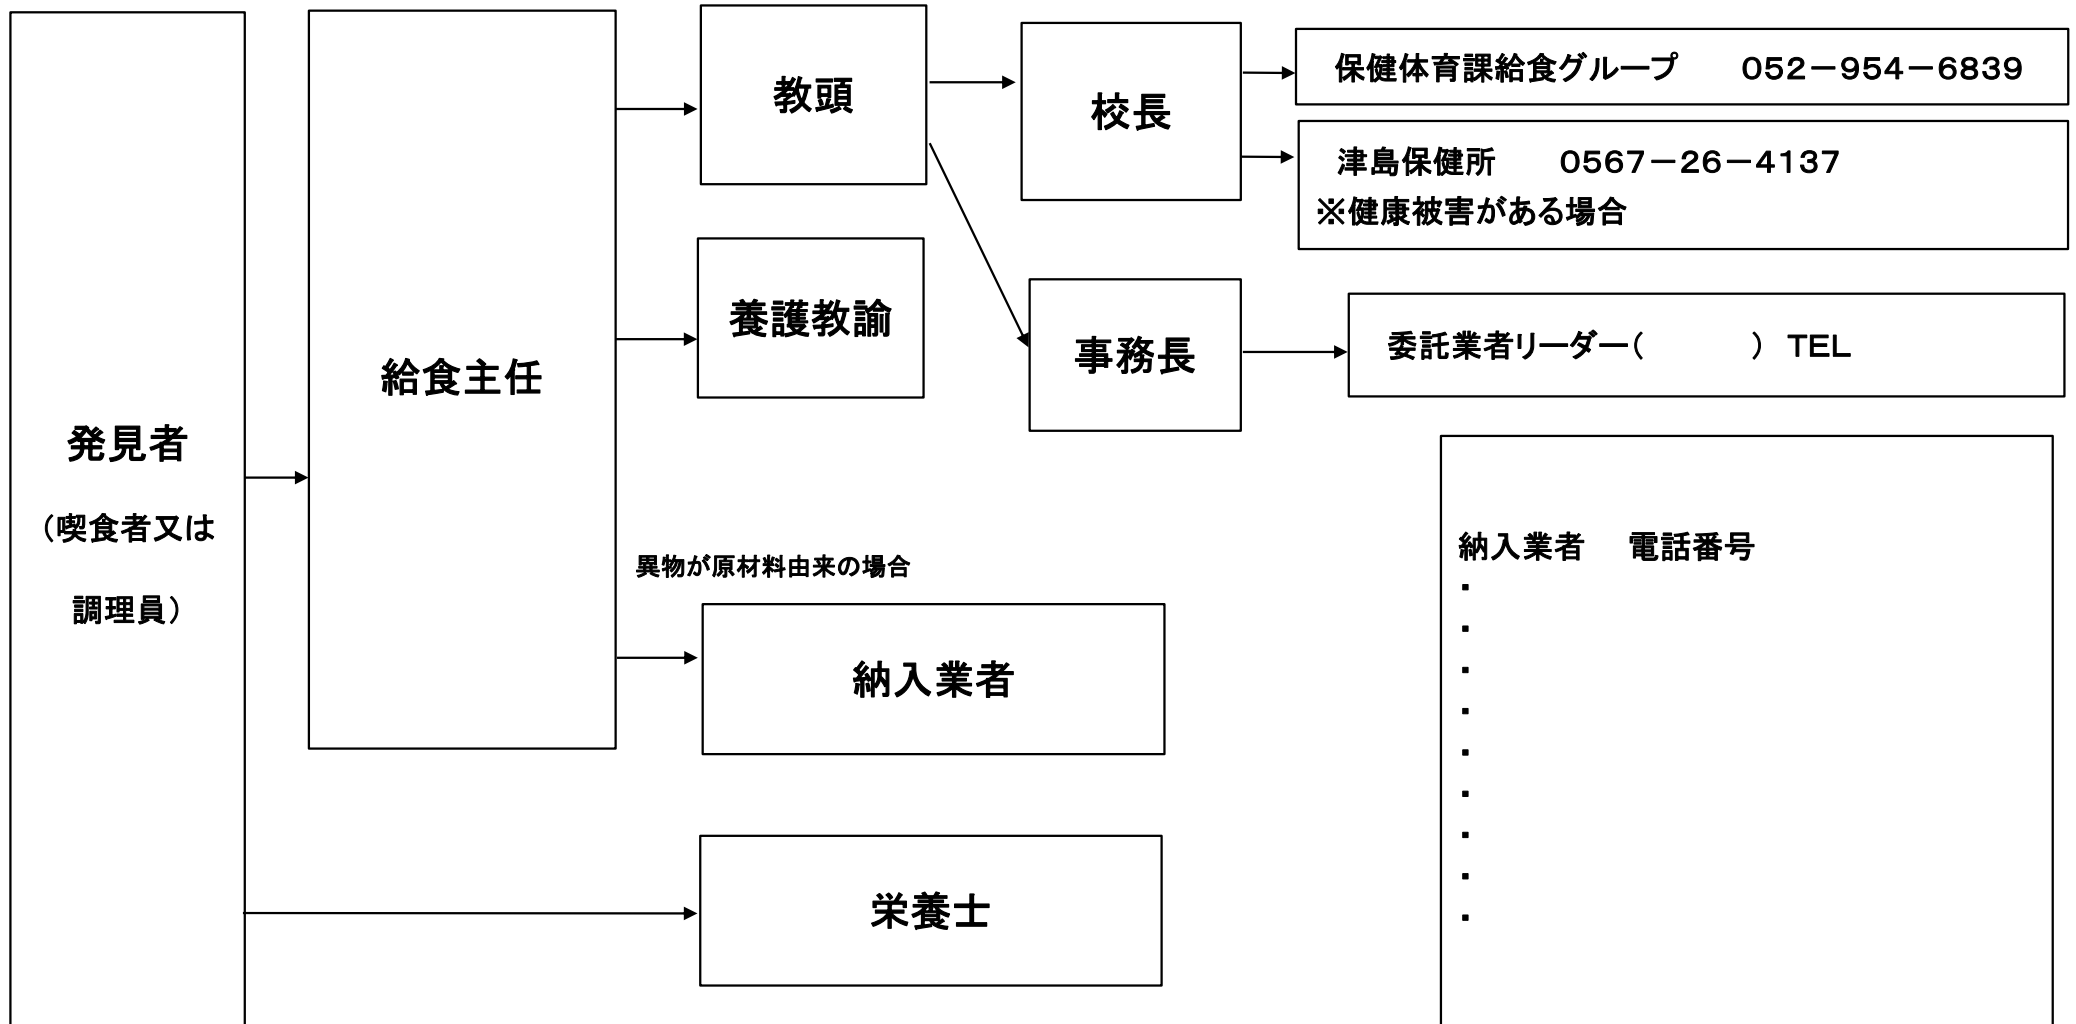 発見者
（喫食者又は
調理員）
給食主任
教頭
養護教諭
異物が原材料由来の場合
納入業者
栄養士
校長
事務長
保健体育課給食グループ　　０５２－９５４－６８３９
津島保健所　　０５６７－２６－４１３７
※健康被害がある場合
委託業者リーダー（　　　　）　TEL
納入業者　電話番号
・
・
・
・
・
・
・
・
・